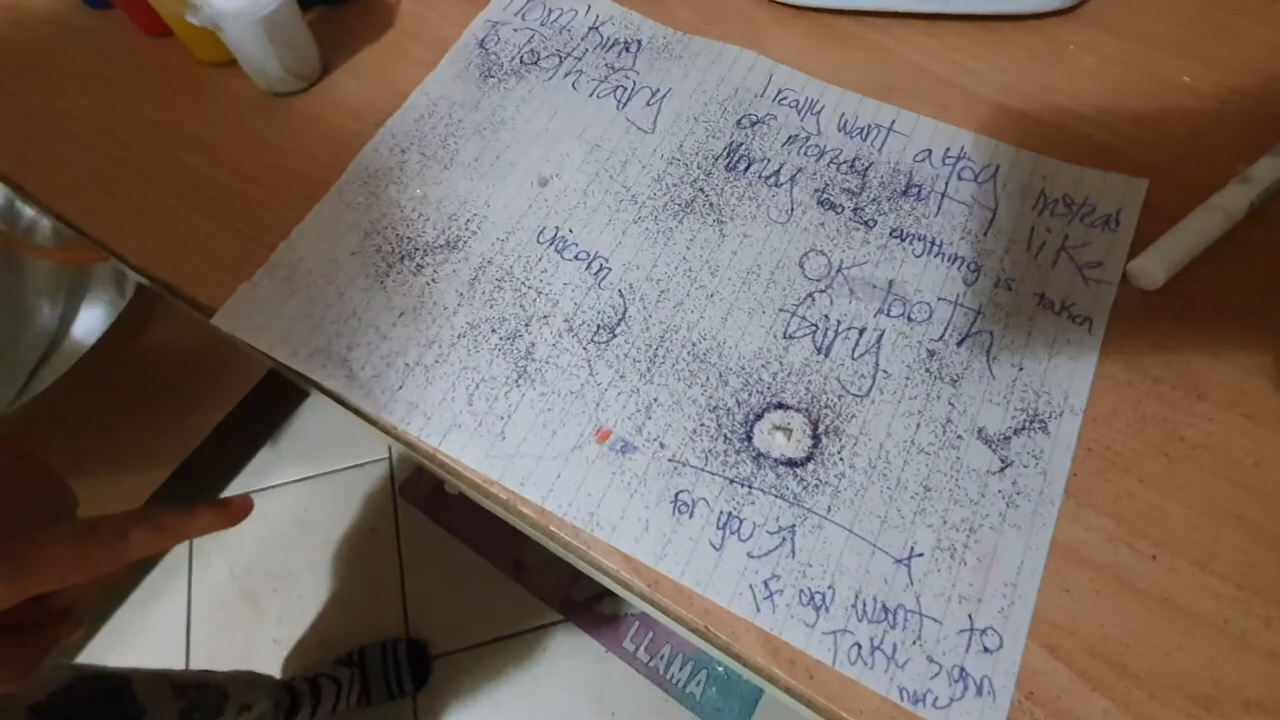 From: King
To Tooth fairy
I really want a toy instead
of money but I like
Money too so anything is taken
OK tooth
fairy
unicorn
for you
if you want to
Take sign
here
LLAMA